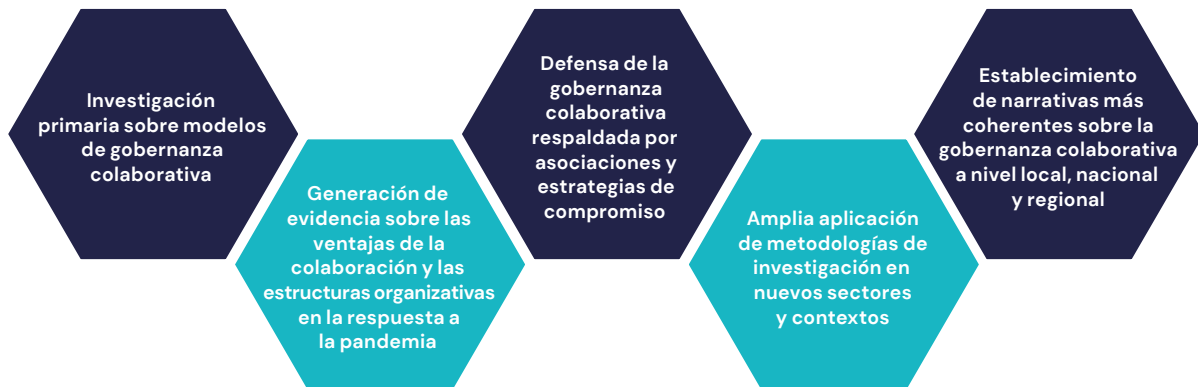 Investigación
primaria sobre modelos
de gobernanza
colaborativa
Generación de
evidencia sobre las
ventajas de la
colaboración y las
estructuras organizativas
en la respuesta a
la pandemia
Defensa de la
gobernanza
colaborativa
respaldada por
asociaciones y
estrategias de
compromiso
Amplia aplicación
de metodologías de
investigación en
nuevos sectores
y contextos
Establecimiento
de narrativas más
coherentes sobre la
gobernanza colaborativa
a nivel local, nacional
y regional